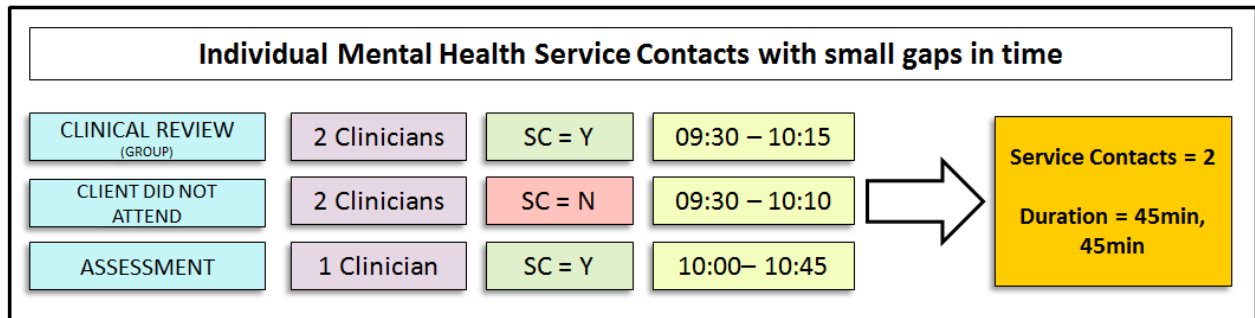 Individual Mental Health Service Contacts with small gaps in time
CLINICAL REVIEW
(GROUP)
2 Clinicians
SC = Y
09:30 – 10:15
CLIENT DID NOT
ATTEND
2 Clinicians
SC = N
09:30 – 10:10
ASSESSMENT
1 Clinician
SC = Y
10:00– 10:45
Service Contacts = 2
Duration = 45min,
45min